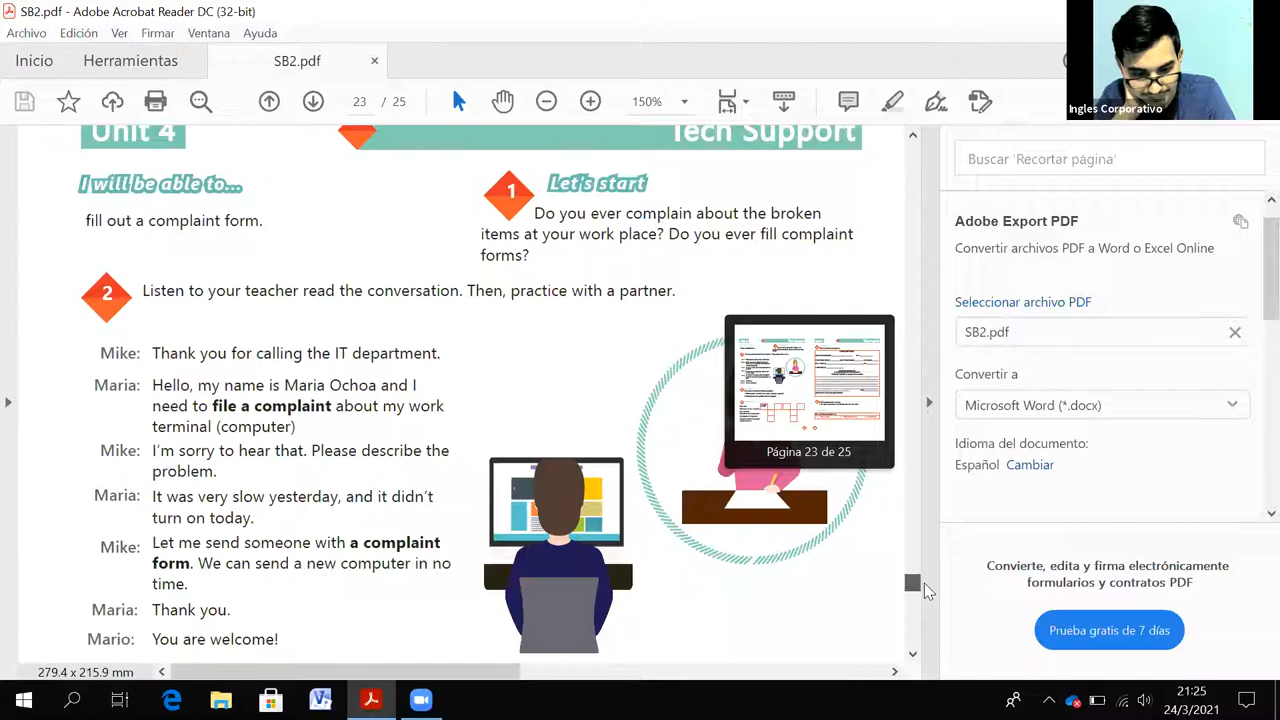 SB2.pdf - Adobe Acrobat Reader DC (32-bit)
Archivo Edición Ver Firmar Ventana Ayuda
Inicio Herramientas SB2.pdf ×
23 / 25 150%
Ingles Corporativo
Unit 4 Tech Support
I will be able to...
fill out a complaint form.
1 Let's start
Do you ever complain about the broken
items at your work place? Do you ever fill complaint
forms?
2 Listen to your teacher read the conversation. Then, practice with a partner.
Mike: Thank you for calling the IT department.
Maria: Hello, my name is Maria Ochoa and I
need to file a complaint about my work
terminal (computer)
Mike: I'm sorry to hear that. Please describe the
problem.
Maria: It was very slow yesterday, and it didn't
turn on today.
Mike: Let me send someone with a complaint
form. We can send a new computer in no
time.
Maria: Thank you.
Mario: You are welcome!
Página 23 de 25
279.4 x 215.9 mm
Buscar 'Recortar página'
Adobe Export PDF
Convertir archivos PDF a Word o Excel Online
Seleccionar archivo PDF
SB2.pdf
Convertir a
Microsoft Word (*.docx)
Idioma del documento:
Español Cambiar
Convierte, edita y firma electrónicamente
formularios y contratos PDF
Prueba gratis de 7 días
21:25
24/3/2021